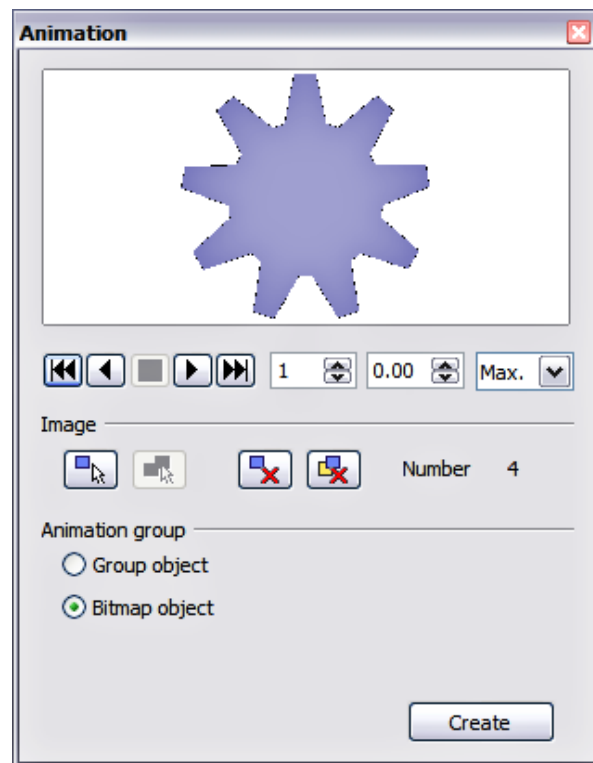 Animation
1 0.00 Max.
Image
Number 4
Animation group
Group object
Bitmap object
Create